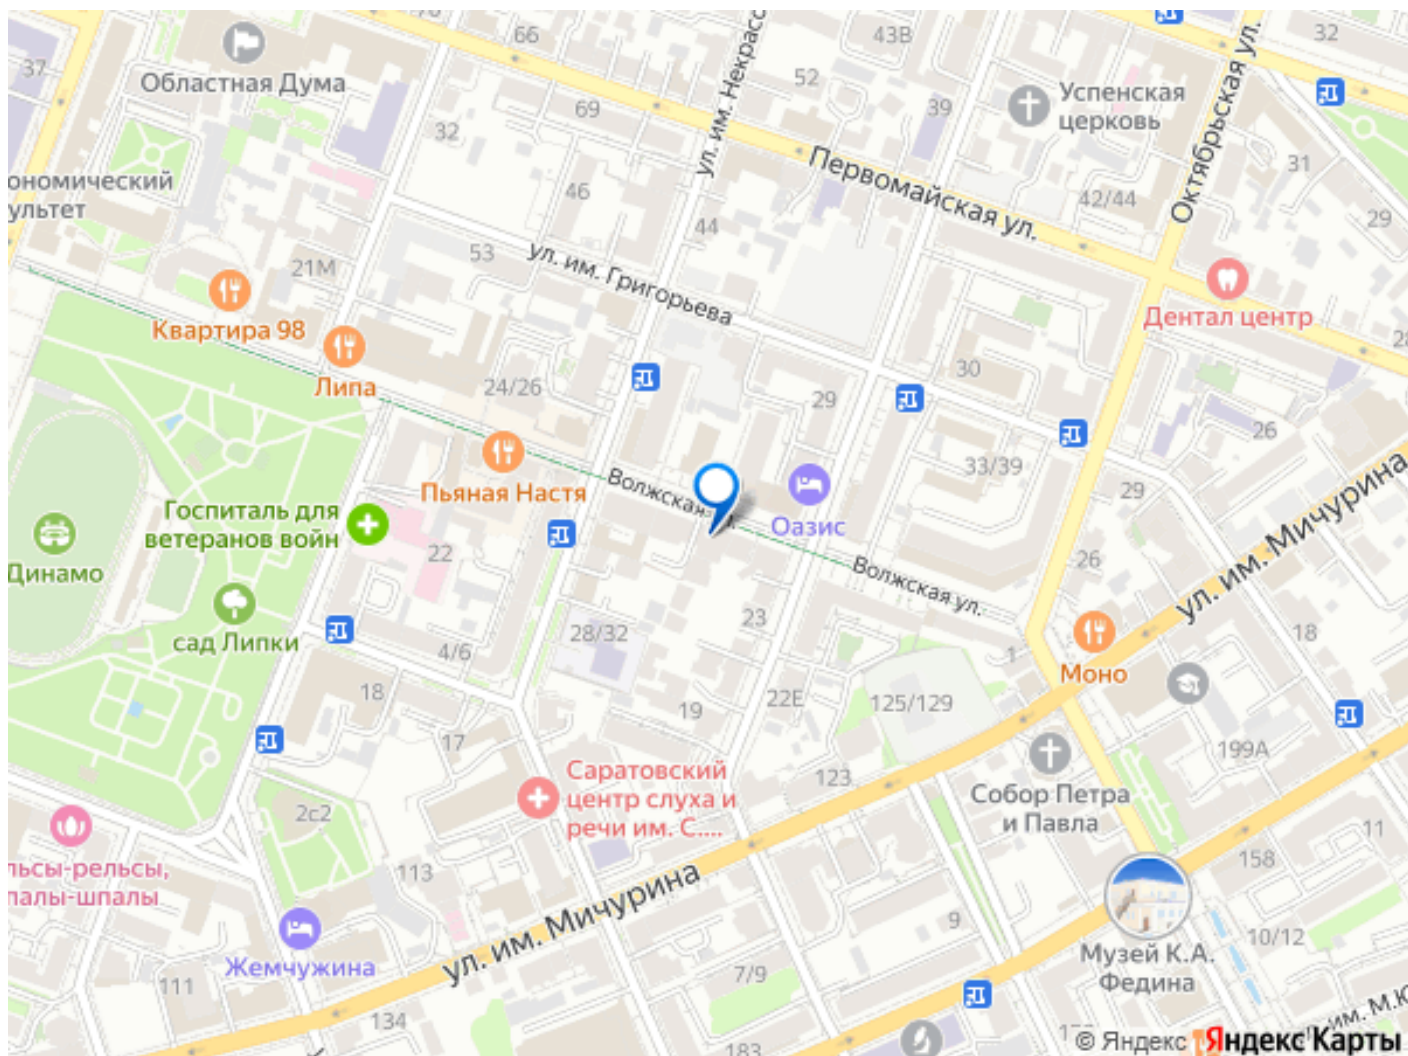 66
43В
32
37
Областная Дума
ул. им. Некрасо
52
Успенская
церковь
Октябрьская ул.
69
39
32
Первомайская ул.
31
ономический
ультет
46
42/44
29
44
53
ул. им. Григорьева
21М
Квартира 98
Дентал центр
28
Липа
24/26
30
29
26
33/39
Пьяная Настя
Волжская
Оазис
29
ул. им. Мичурина
Госпиталь для
ветеранов войн
22
26
Динамо
Волжская ул.
сад Липки
28/32
23
18
4/6
1
Моно
18
22Е
125/129
19
17
199А
Саратовский
центр слуха и
речи им. С....
123
Собор Петра
и Павла
2с2
11
льсы-рельсы,
палы-шпалы
113
158
ул. им. Мичурина
9
10/12
Жемчужина
Музей К.А.
Федина
7/9
111
134
183
им. М.Ю
© Яндекс Яндекс Карты